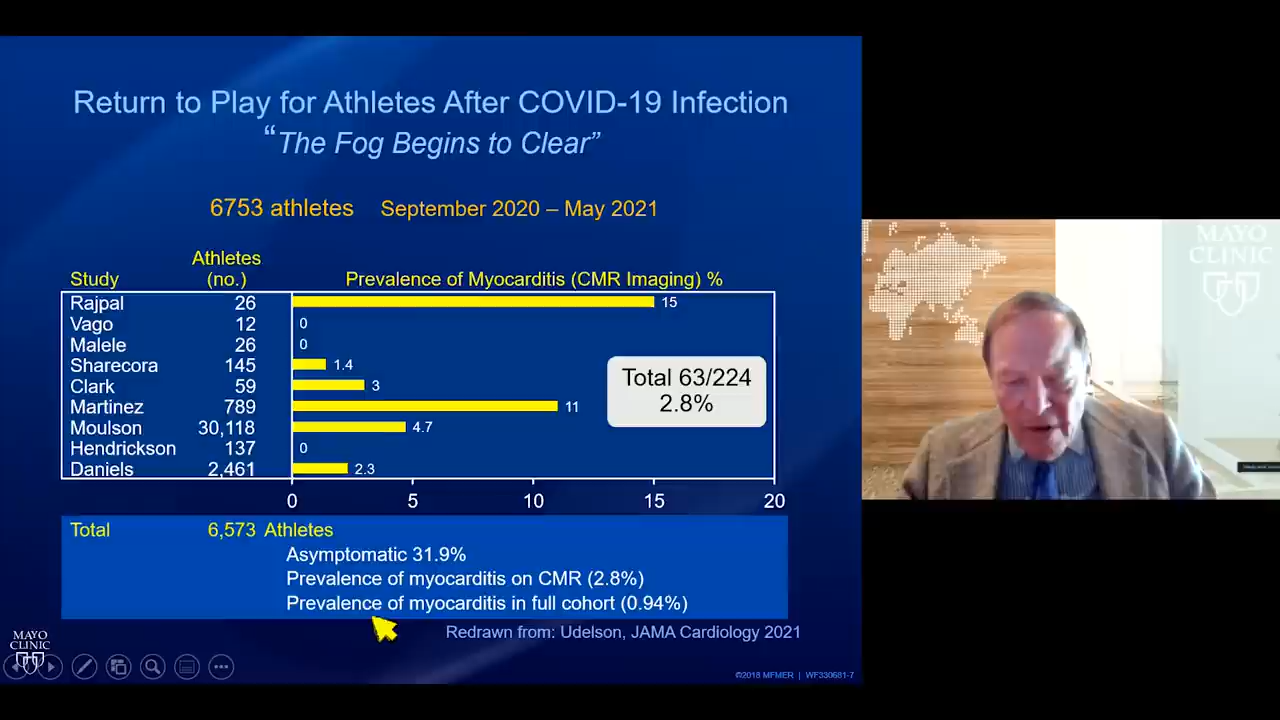 Return to Play for Athletes After COVID-19 Infection
“The Fog Begins to Clear”
6753 athletes September 2020 – May 2021
Study Athletes (no.) Prevalence of Myocarditis (CMR Imaging) %
Rajpal 26 15
Vago 12 0
Malele 26 0
Sharecora 145 1.4
Clark 59 3
Martinez 789 11
Moulson 30,118 4.7
Hendrickson 137 0
Daniels 2,461 2.3
Total 63/224
2.8%
0 5 10 15 20
Total 6,573 Athletes
Asymptomatic 31.9%
Prevalence of myocarditis on CMR (2.8%)
Prevalence of myocarditis in full cohort (0.94%)
Redrawn from: Udelson, JAMA Cardiology 2021
MAYO
CLINIC
©2018 MFMER | WF330681-7
MAYO
CLINIC